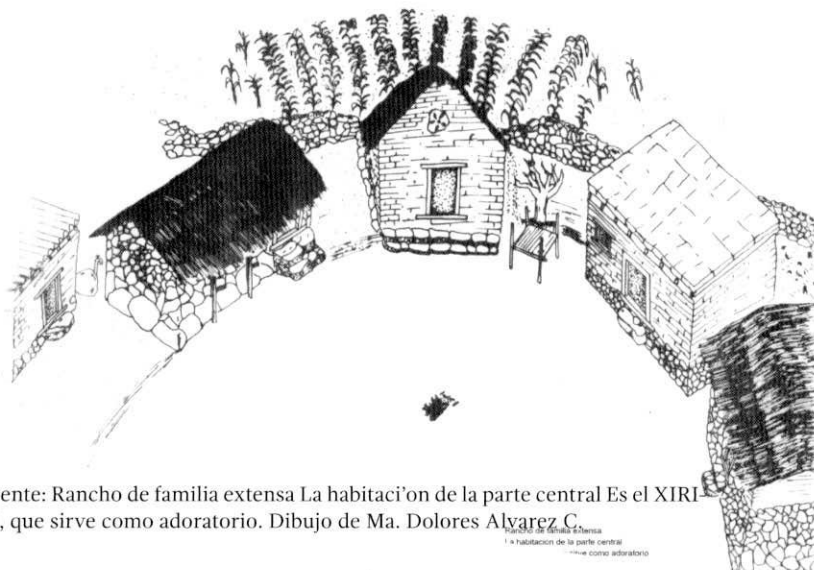 ente: Rancho de familia extensa La habitaci'on de la parte central Es el XIRI-
, que sirve como adoratorio. Dibujo de Ma. Dolores Alvarez C.
Rancho de familia extensa
La habitacion de la parte central
como adoratorio